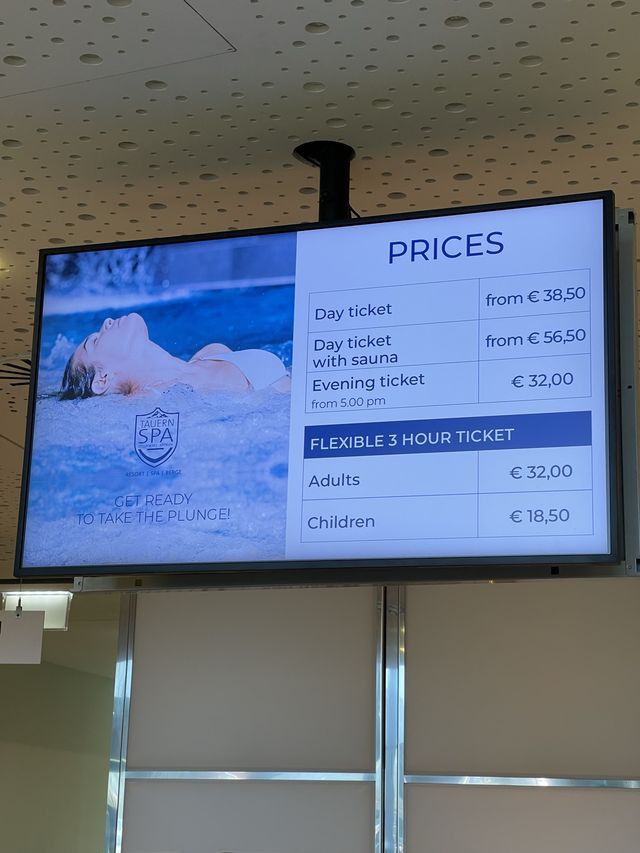 PRICES
Day ticket from € 38,50
Day ticket
with sauna from € 56,50
Evening ticket € 32,00
from 5.00 pm
FLEXIBLE 3 HOUR TICKET
Adults € 32,00
Children € 18,50
TAUERN
SPA
RESORT | SPA | BERGE
GET READY
TO TAKE THE PLUNGE!